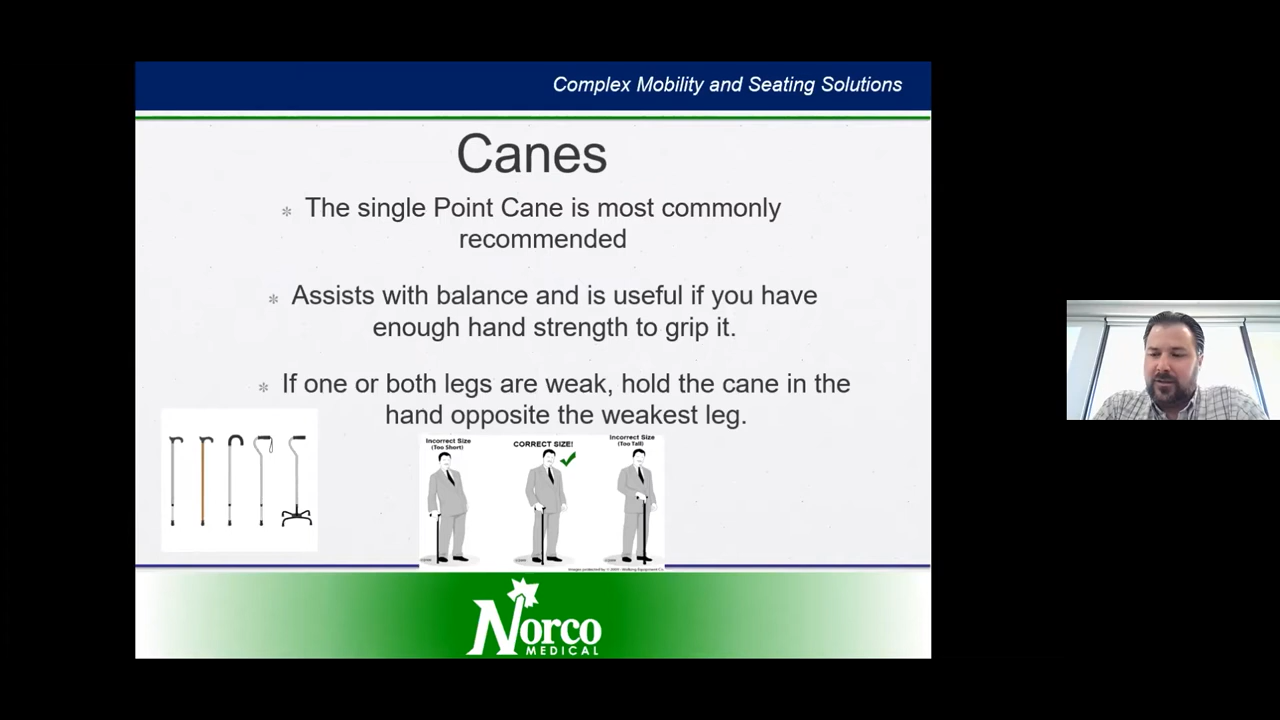 Complex Mobility and Seating Solutions
Canes
The single Point Cane is most commonly
recommended
Assists with balance and is useful if you have
enough hand strength to grip it.
If one or both legs are weak, hold the cane in the
hand opposite the weakest leg.
Incorrect Size
(Too Short)
CORRECT SIZE!
Incorrect Size
(Too Tall)
Norco
MEDICAL